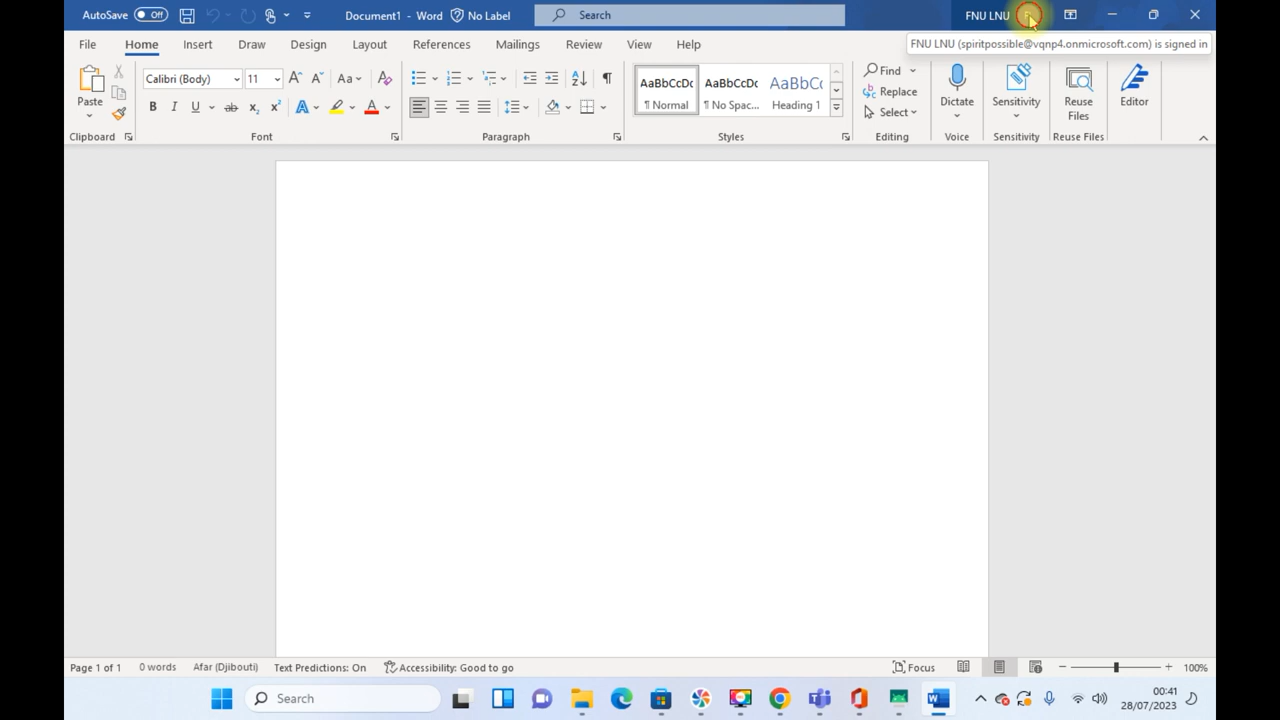 AutoSave Off Document1 - Word No Label Search FNU LNU
FNU LNU (spiritpossible@vqnp4.onmicrosoft.com) is signed in
File Home Insert Draw Design Layout References Mailings Review View Help
Calibri (Body) 11 Aa AaBbCcDc AaBbCcDc AaBbCc Find
Paste Dictate Sensitivity Reuse Files Editor
Replace
¶ Normal ¶ No Spac... Heading 1
Select
Clipboard Font Paragraph Styles Editing Voice Sensitivity Reuse Files
Page 1 of 1 0 words Afar (Djibouti) Text Predictions: On Accessibility: Good to go Focus 100%
Search
00:41
28/07/2023